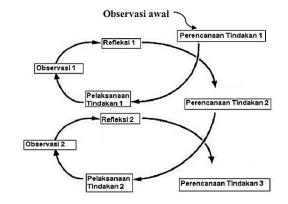 Observasi awal
Perencanaan Tindakan 1
Refleksi 1
Observasi 1
Pelaksanaan
Tindakan 1
Perencanaan Tindakan 2
Refleksi 2
Observasi 2
Pelaksanaan
Tindakan 2
Perencanaan Tindakan 3